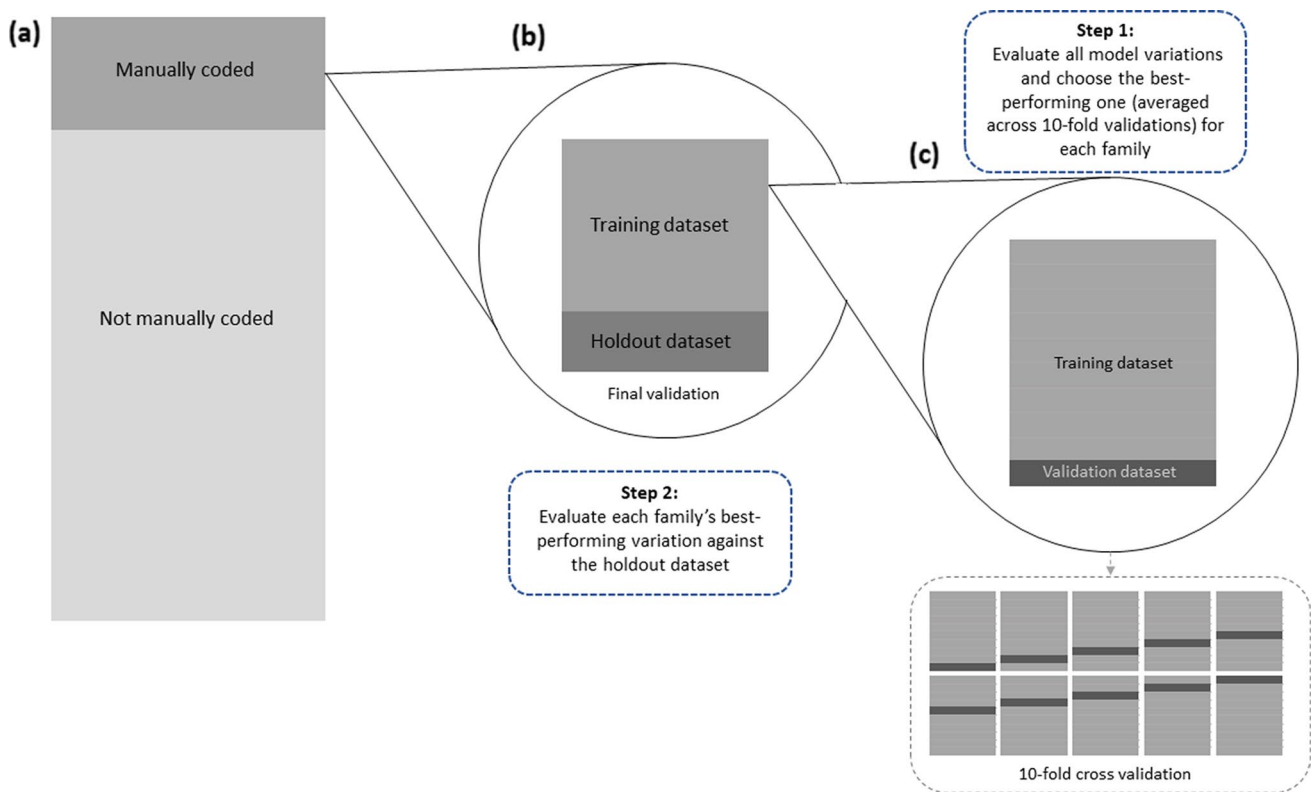 (a)
Manually coded
Not manually coded
(b)
Training dataset
Holdout dataset
Final validation
Step 2:
Evaluate each family’s best-
performing variation against
the holdout dataset
Step 1:
Evaluate all model variations
and choose the best-
performing one (averaged
across 10-fold validations) for
each family
(c)
Training dataset
Validation dataset
10-fold cross validation